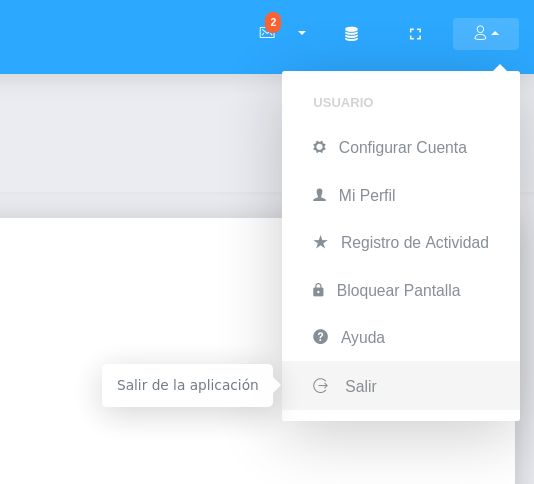 2
USUARIO
Configurar Cuenta
Mi Perfil
Registro de Actividad
Bloquear Pantalla
Ayuda
Salir de la aplicación
Salir